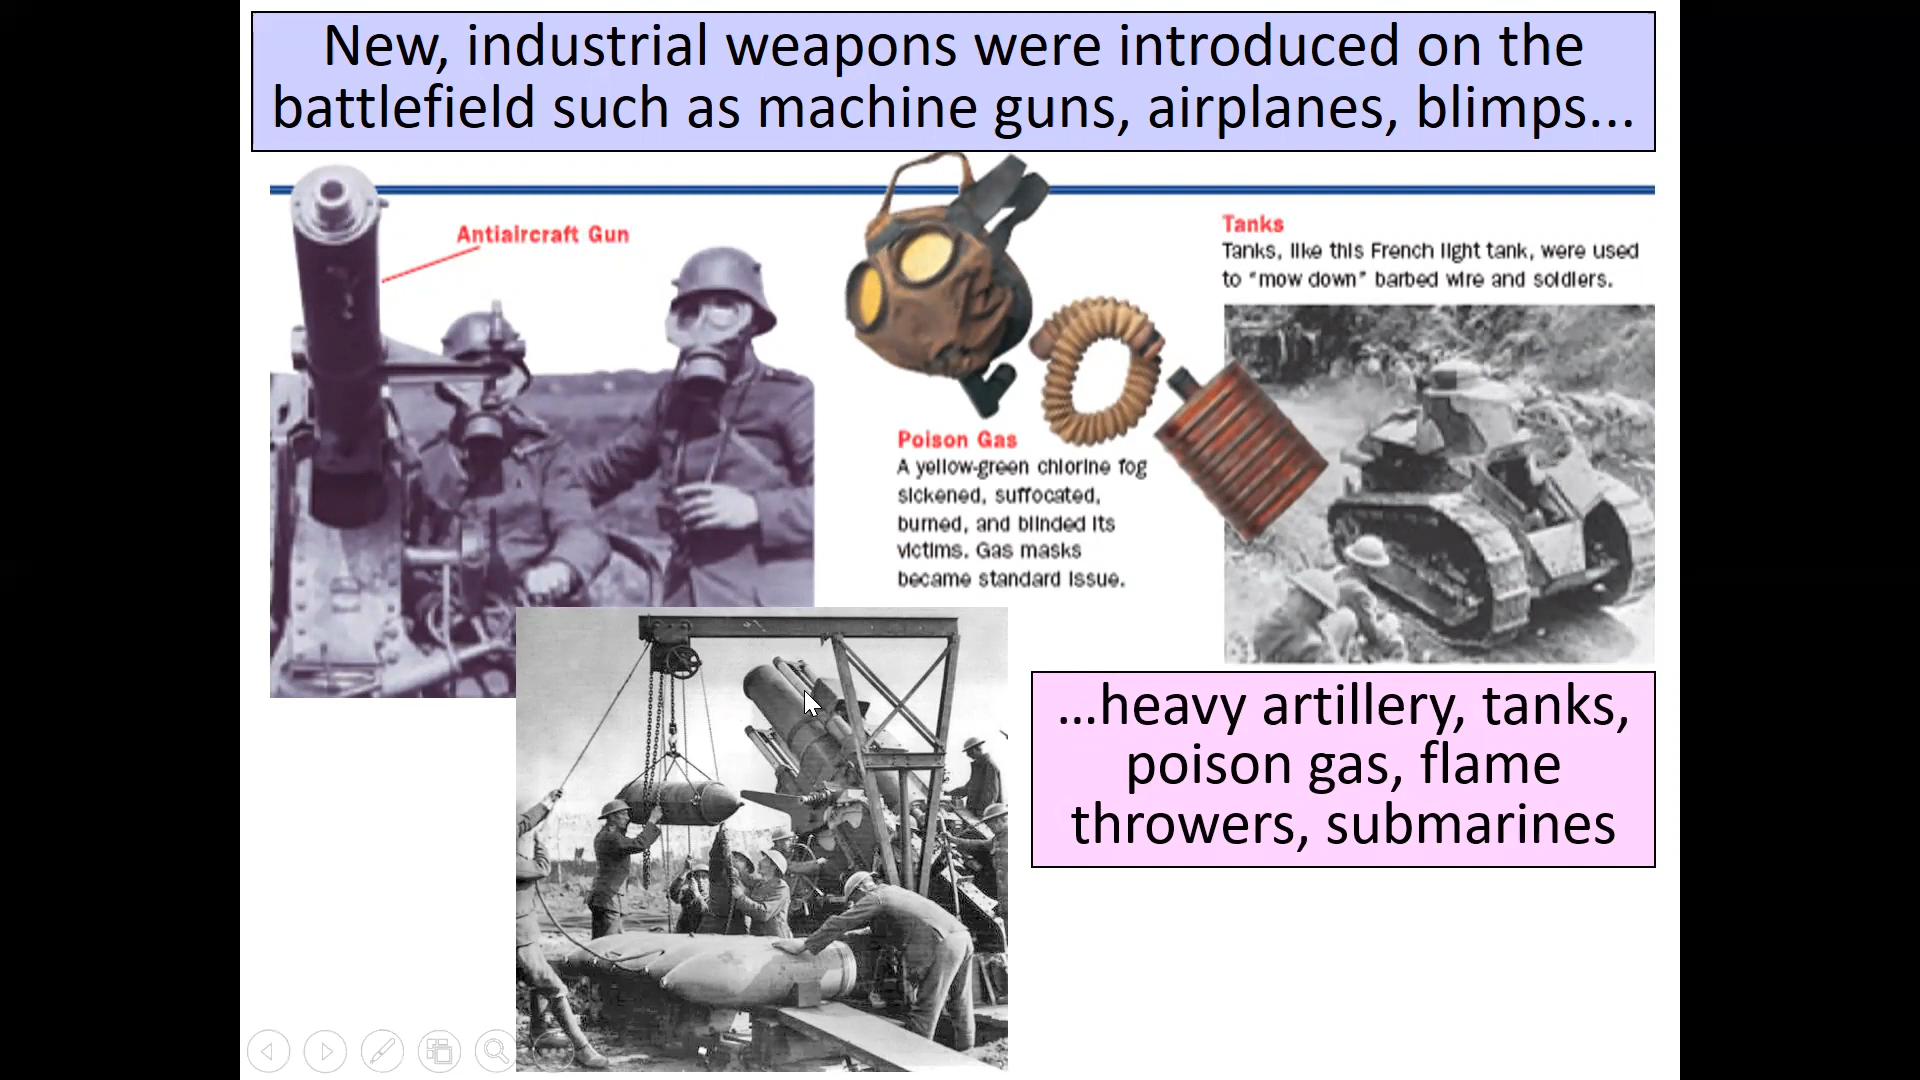 New, industrial weapons were introduced on the
battlefield such as machine guns, airplanes, blimps...
Antiaircraft Gun
Poison Gas
A yellow-green chlorine fog
sickened, suffocated,
burned, and blinded its
victims. Gas masks
became standard issue.
Tanks
Tanks, like this French light tank, were used
to “mow down” barbed wire and soldiers.
...heavy artillery, tanks,
poison gas, flame
throwers, submarines